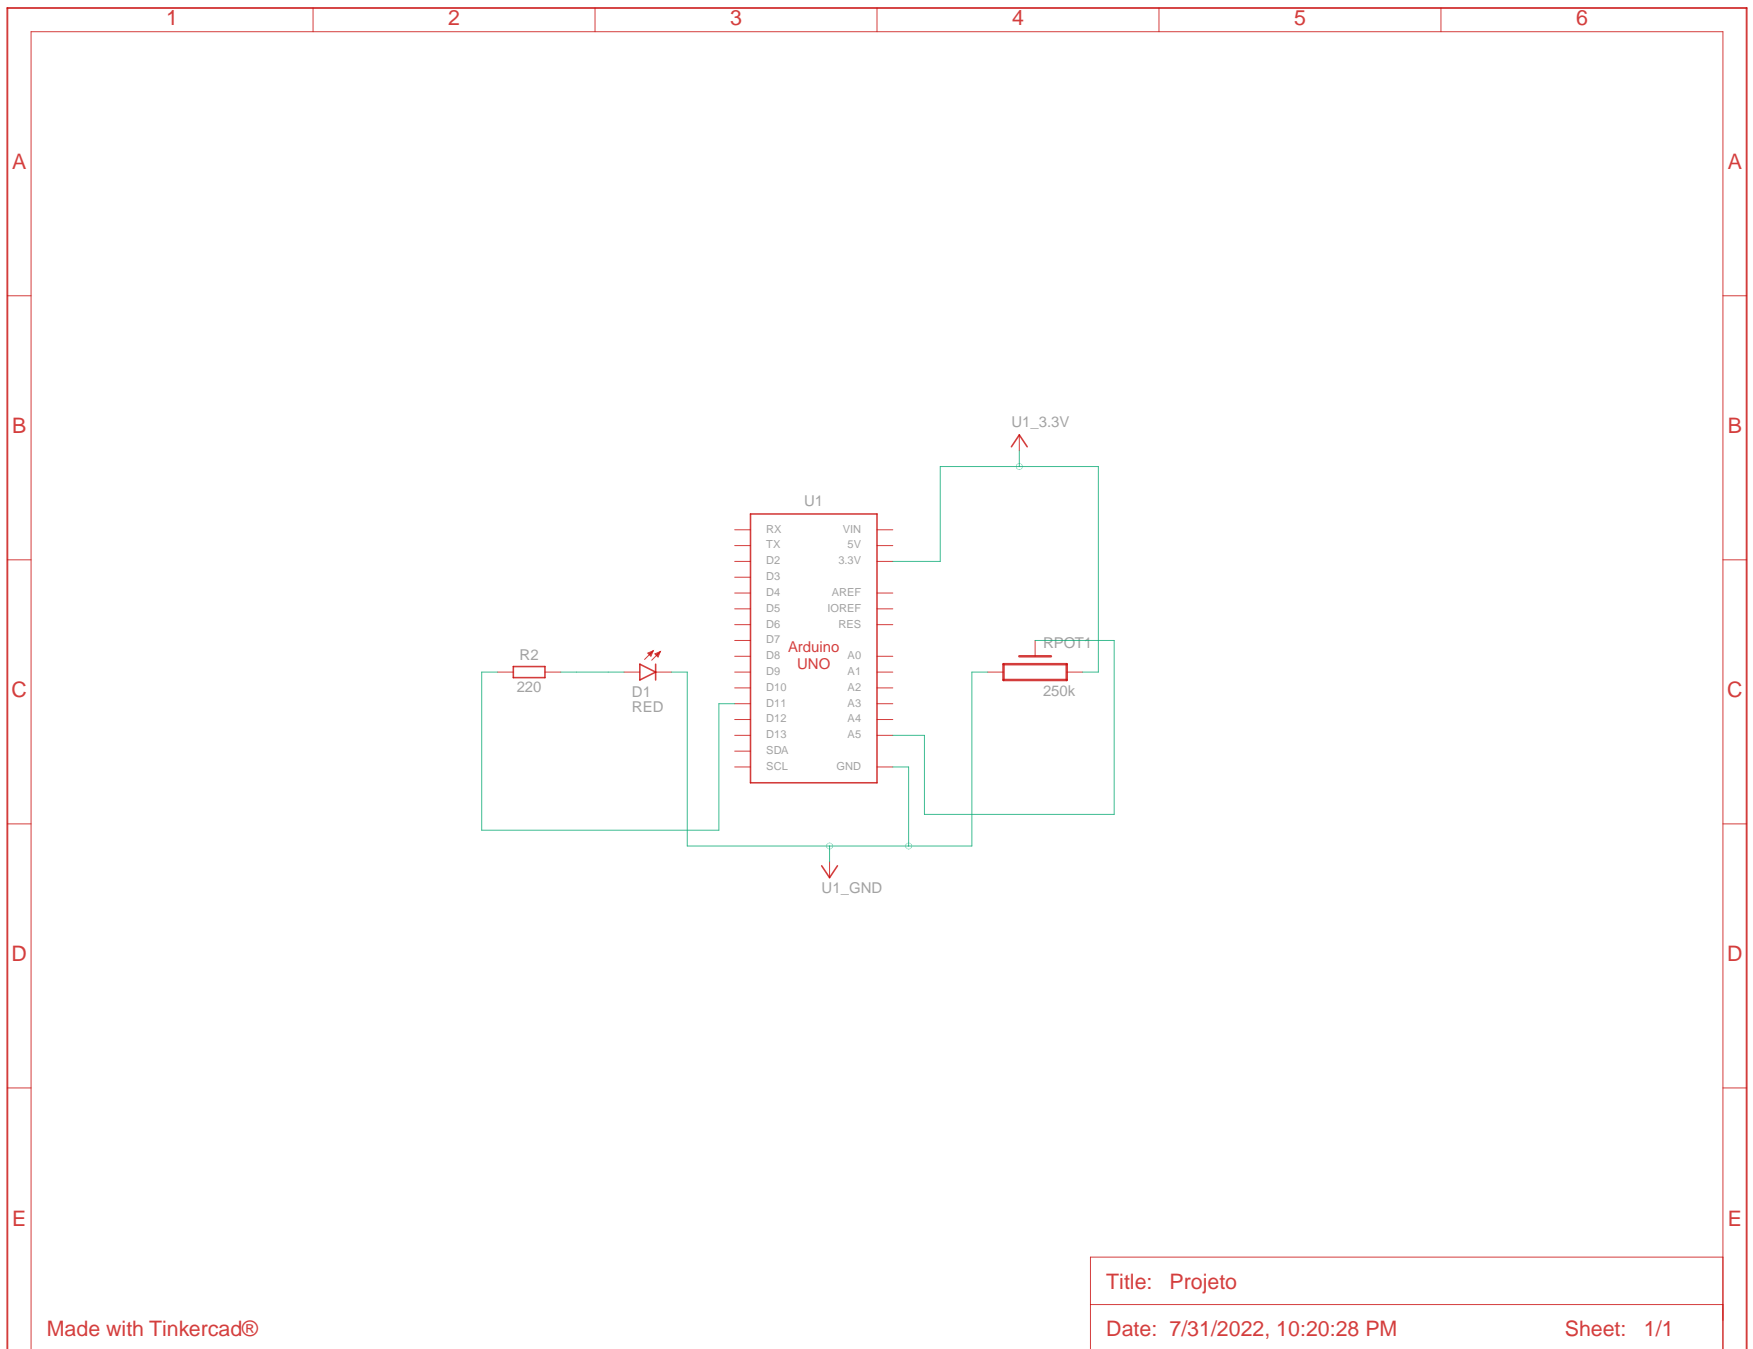 1 2 3 4 5 6
A A
B B
U1_3.3V
U1
RX VIN
TX 5V
D2 3.3V
D3
D4 AREF
D5 IOREF
D6 RES
D7
Arduino
UNO
D8 A0
D9 A1
D10 A2
D11 A3
D12 A4
D13 A5
SDA
SCL GND
R2
220
D1
RED
RPOT1
250k
C C
U1_GND
D D
E E
Title: Projeto
Made with Tinkercad®
Date: 7/31/2022, 10:20:28 PM Sheet: 1/1